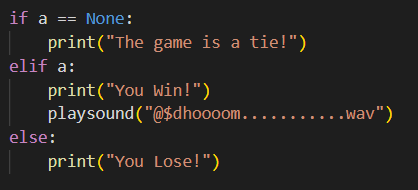 if a == None:
    print("The game is a tie!")
elif a:
    print("You Win!")
    playsound("@$dhoooom...........wav")
else:
    print("You Lose!")